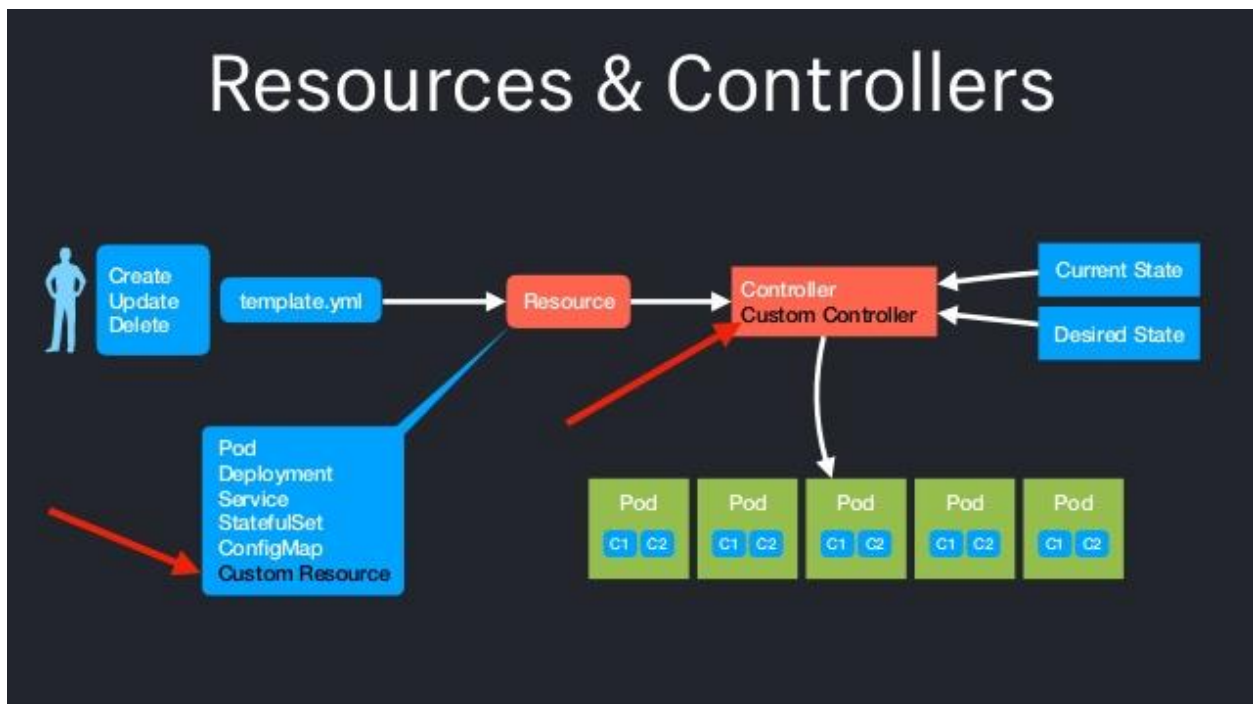 Resources & Controllers
Create
Update
Delete
template.yml
Resource
Controller
Custom Controller
Current State
Desired State
Pod
Deployment
Service
StatefulSet
ConfigMap
Custom Resource
Pod
C1 C2
Pod
C1 C2
Pod
C1 C2
Pod
C1 C2
Pod
C1 C2